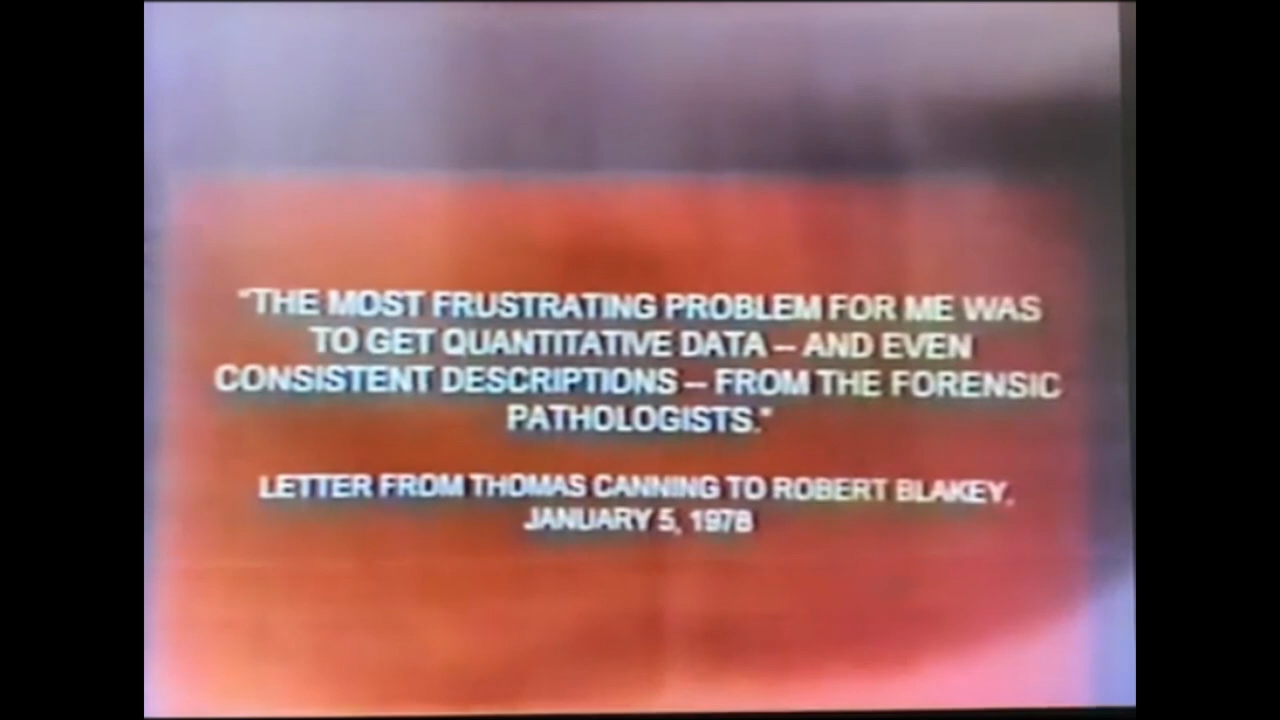 "THE MOST FRUSTRATING PROBLEM FOR ME WAS
TO GET QUANTITATIVE DATA – AND EVEN
CONSISTENT DESCRIPTIONS – FROM THE FORENSIC
PATHOLOGISTS."
LETTER FROM THOMAS CANNING TO ROBERT BLAKEY,
JANUARY 5, 1978